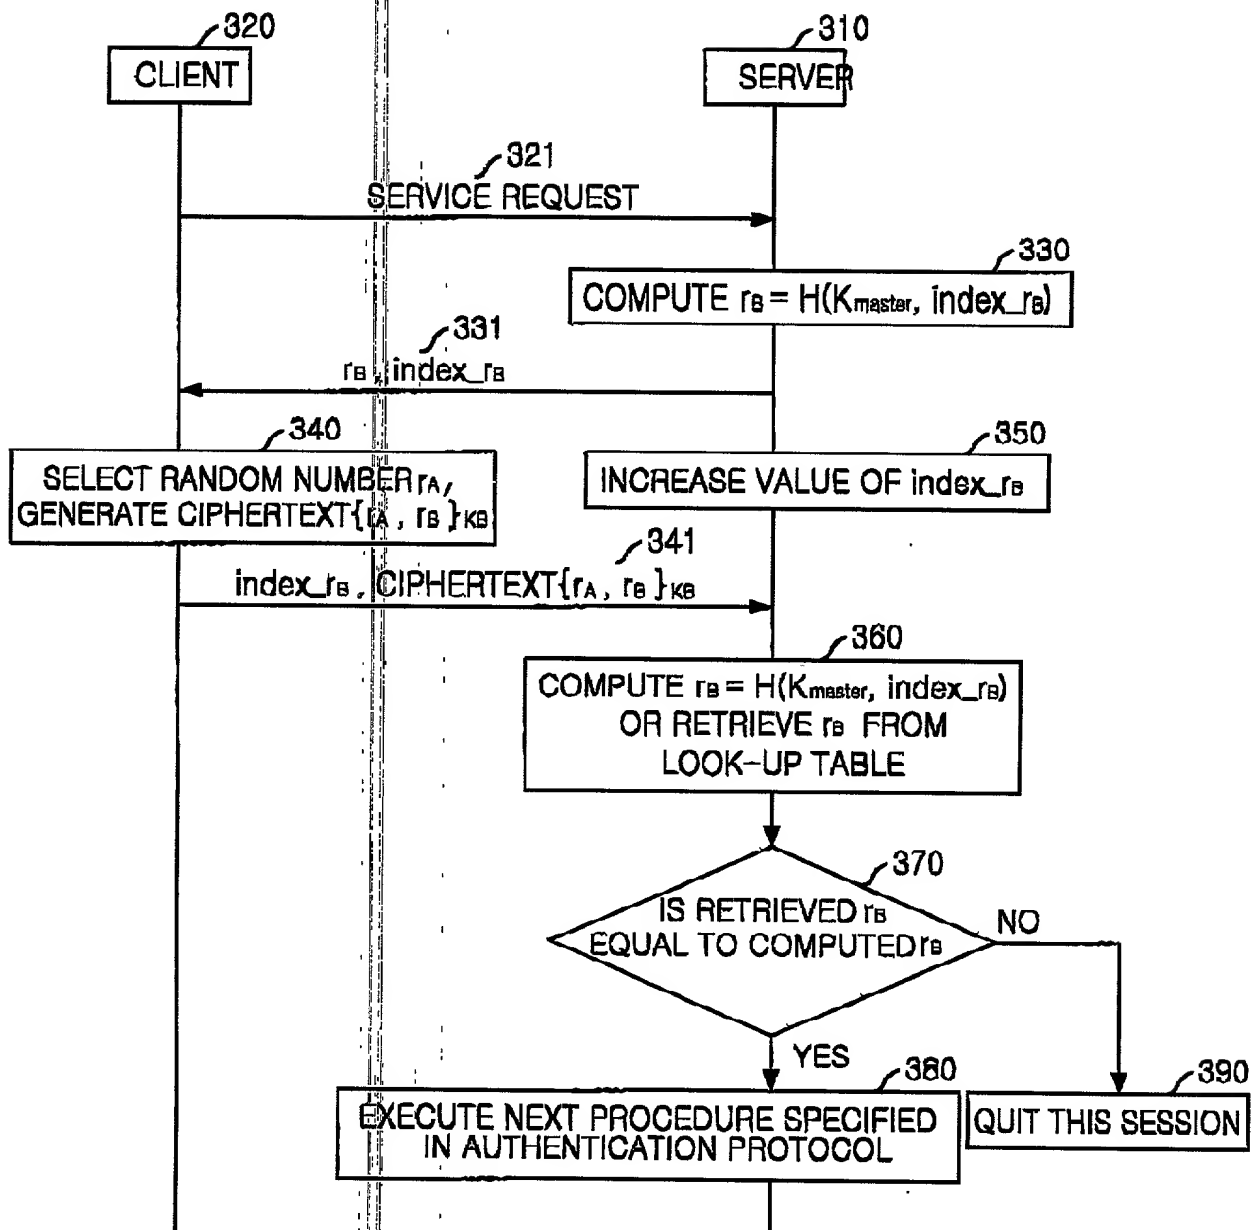 320
310
CLIENT
SERVER
321
SERVICE REQUEST
330
COMPUTE rB = H(Kmaster, index_rB)
331
rB, index_rB
340
350
SELECT RANDOM NUMBER rA,
GENERATE CIPHERTEXT{rA , rB }KB
INCREASE VALUE OF index_rB
341
index_rB, CIPHERTEXT{rA, rB }KB
360
COMPUTE rB = H(Kmaster, index_rB)
OR RETRIEVE rB FROM
LOOK-UP TABLE
370
IS RETRIEVED rB
EQUAL TO COMPUTED rB
NO
YES
380
390
EXECUTE NEXT PROCEDURE SPECIFIED
IN AUTHENTICATION PROTOCOL
QUIT THIS SESSION